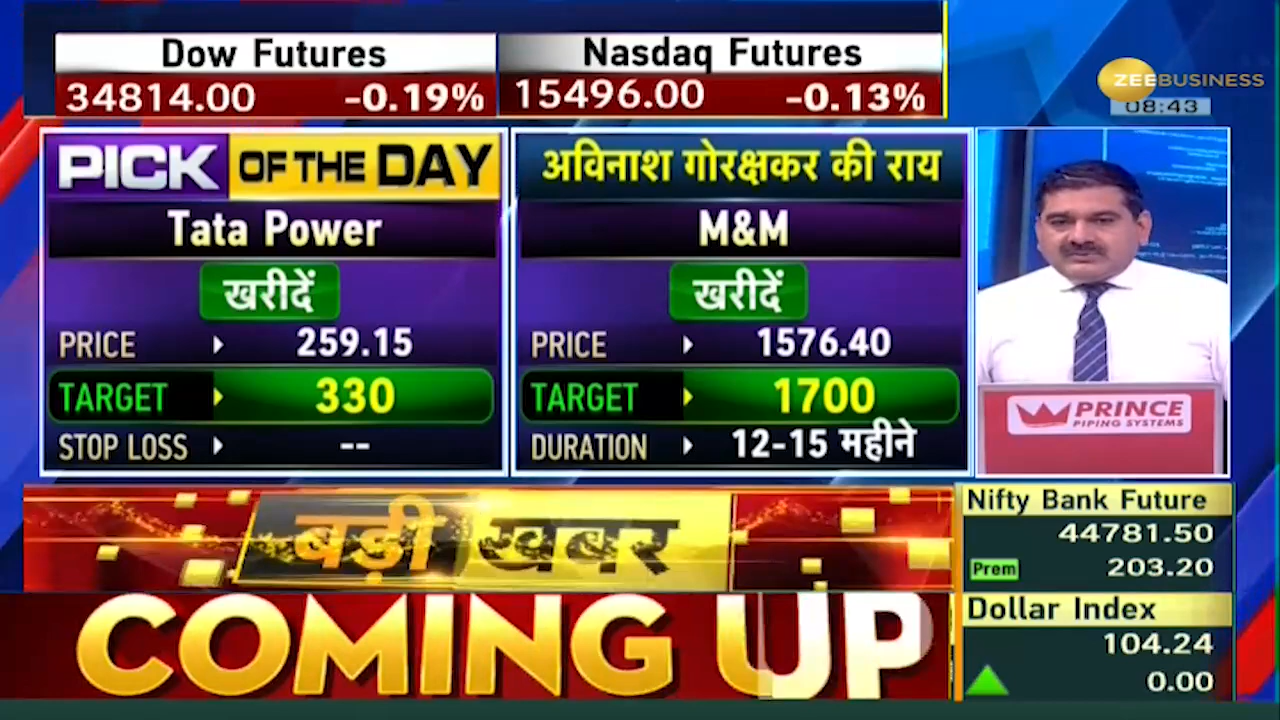 Dow Futures
34814.00 -0.19%
Nasdaq Futures
15496.00 -0.13%
ZEEBUSINESS
08:43
PICK OF THE DAY
Tata Power
खरीदें
PRICE 259.15
TARGET 330
STOP LOSS --
अविनाश गोरक्षकर की राय
M&M
खरीदें
PRICE 1576.40
TARGET 1700
DURATION 12-15 महीने
PRINCE
PIPING SYSTEMS
बड़ी खबर
COMING UP
Nifty Bank Future
44781.50
Prem 203.20
Dollar Index
104.24
0.00